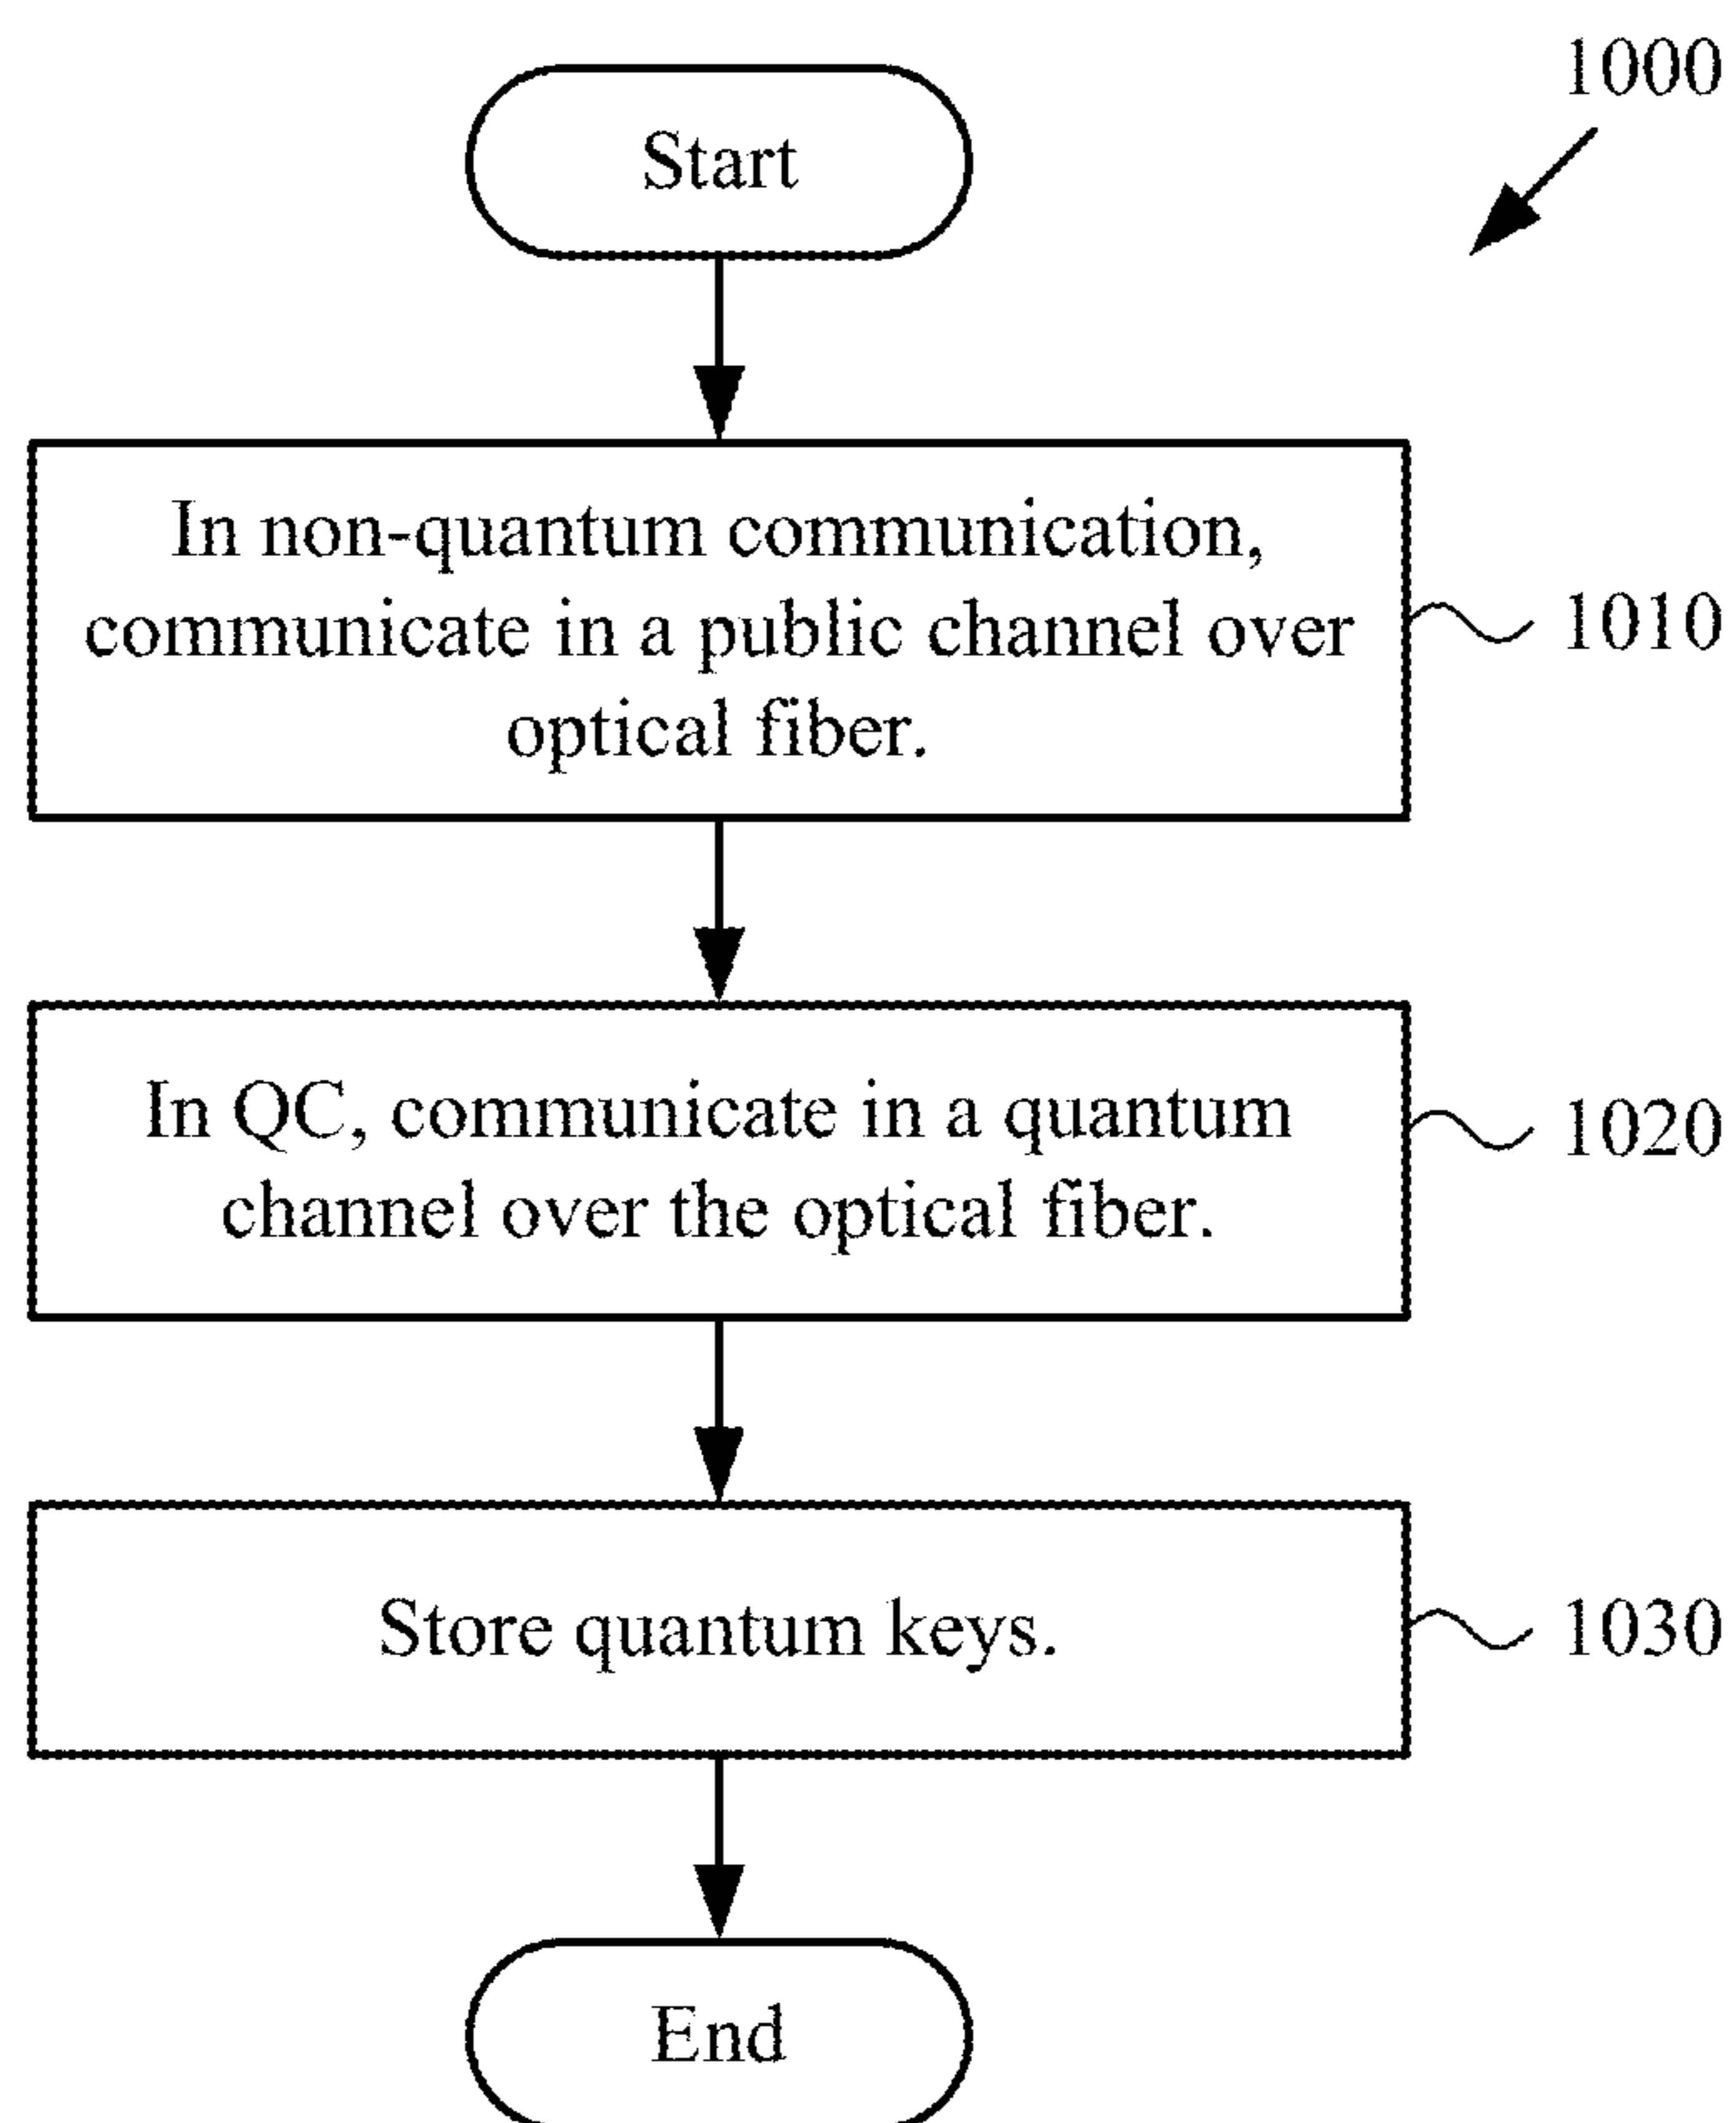 1000
Start
In non-quantum communication,
communicate in a public channel over
optical fiber.
1010
In QC, communicate in a quantum
channel over the optical fiber.
1020
Store quantum keys.
1030
End